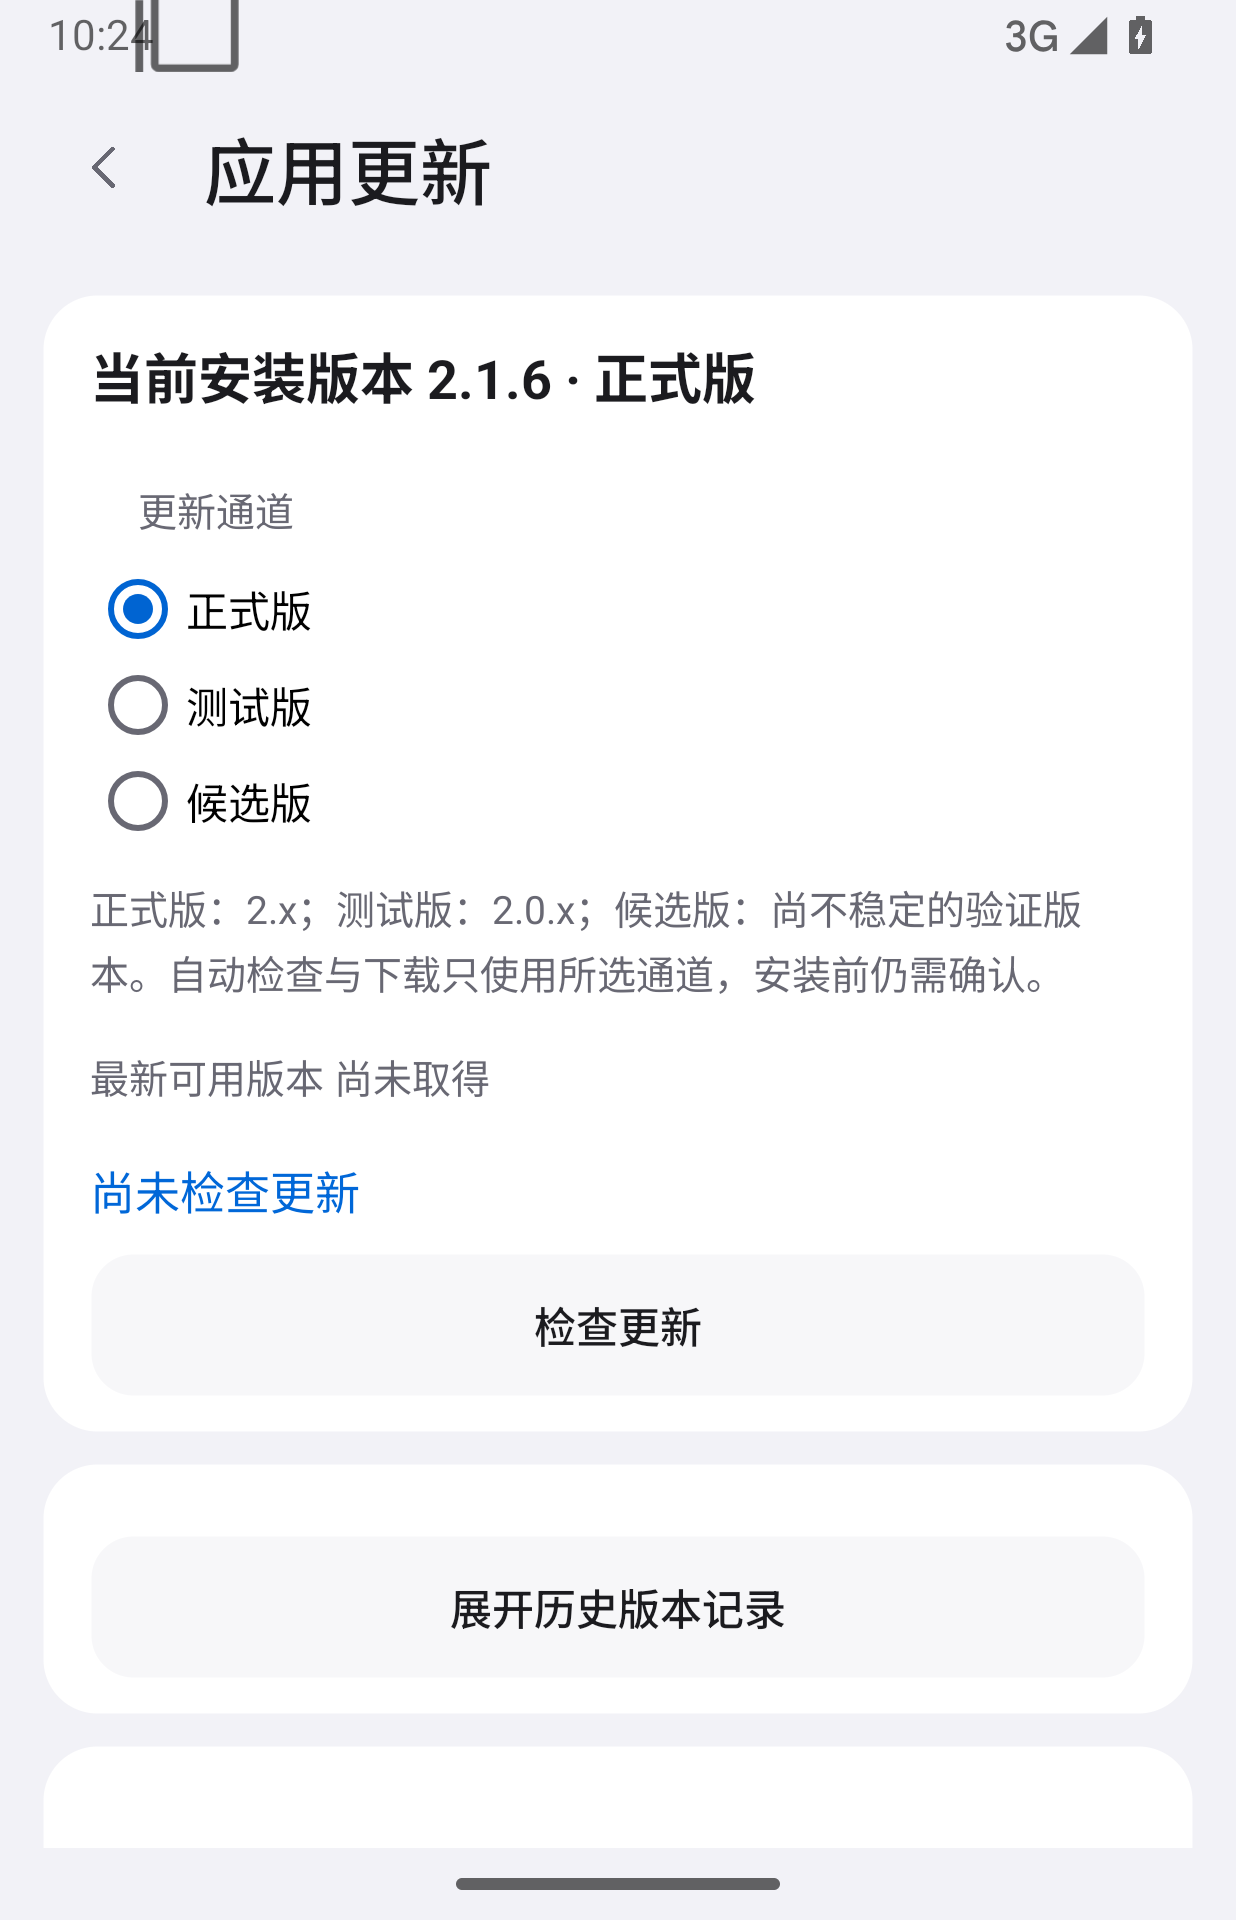 10:24
3G
应用更新
当前安装版本 2.1.6 · 正式版
更新通道
正式版
测试版
候选版
正式版：2.x；测试版：2.0.x；候选版：尚不稳定的验证版
本。自动检查与下载只使用所选通道，安装前仍需确认。
最新可用版本 尚未取得
尚未检查更新
检查更新
展开历史版本记录